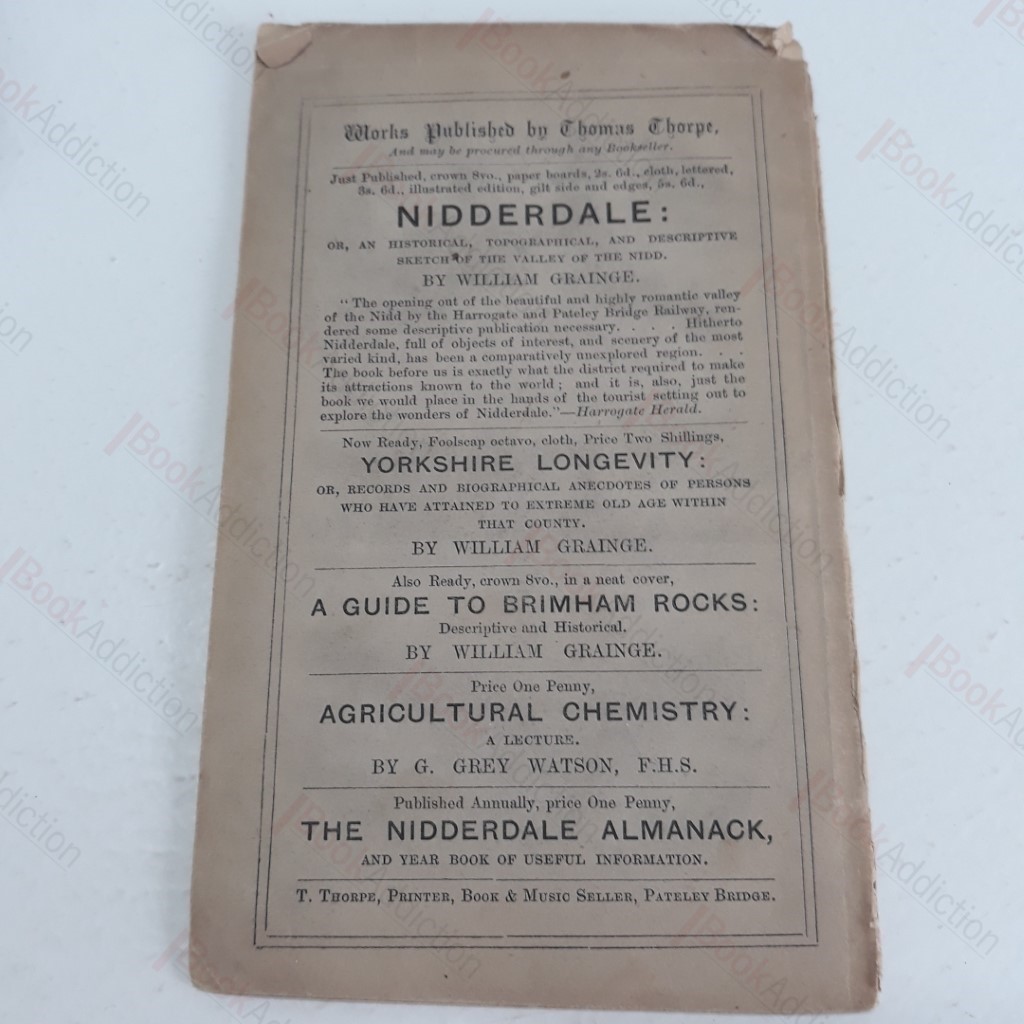 Works Published by Thomas Thorpe,
And may be procured through any Bookseller.
Just Published, crown 8vo., paper boards, 2s. 6d., cloth, lettered,
3s. 6d., illustrated edition, gilt side and edges, 5s. 6d.,
NIDDERDALE:
OR, AN HISTORICAL, TOPOGRAPHICAL, AND DESCRIPTIVE
SKETCH OF THE VALLEY OF THE NIDD.
BY WILLIAM GRAINGE.
"The opening out of the beautiful and highly romantic valley
of the Nidd by the Harrogate and Pateley Bridge Railway, ren-
dered some descriptive publication necessary. . . . Hitherto
Nidderdale, full of objects of interest, and scenery of the most
varied kind, has been a comparatively unexplored region. . .
The book before us is exactly what the district required to make
its attractions known to the world; and it is, also, just the
book we would place in the hands of the tourist setting out to
explore the wonders of Nidderdale."—Harrogate Herald.
Now Ready, Foolscap octavo, cloth, Price Two Shillings,
YORKSHIRE LONGEVITY:
OR, RECORDS AND BIOGRAPHICAL ANECDOTES OF PERSONS
WHO HAVE ATTAINED TO EXTREME OLD AGE WITHIN
THAT COUNTY.
BY WILLIAM GRAINGE.
Also Ready, crown 8vo., in a neat cover,
A GUIDE TO BRIMHAM ROCKS:
Descriptive and Historical.
BY WILLIAM GRAINGE.
Price One Penny,
AGRICULTURAL CHEMISTRY:
A LECTURE.
BY G. GREY WATSON, F.H.S.
Published Annually, price One Penny,
THE NIDDERDALE ALMANACK,
AND YEAR BOOK OF USEFUL INFORMATION.
T. THORPE, PRINTER, BOOK & MUSIC SELLER, PATELEY BRIDGE.
BookAddiction